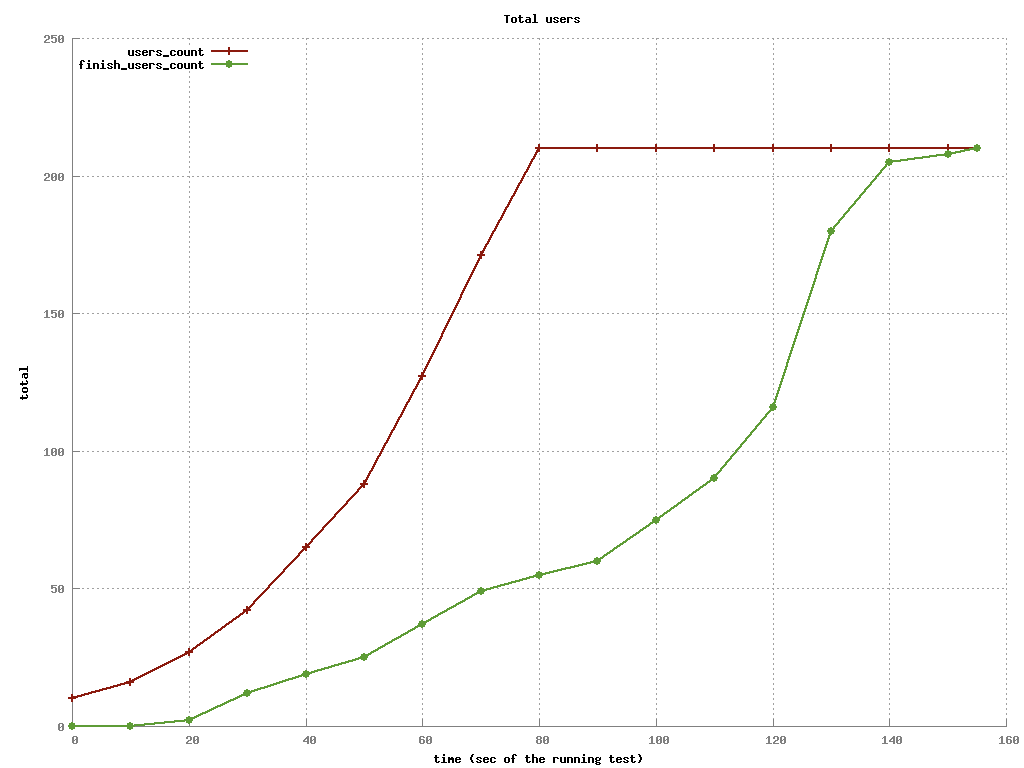 Total users
250
users_count
finish_users_count
200
150
total
100
50
0
0 20 40 60 80 100 120 140 160
time (sec of the running test)